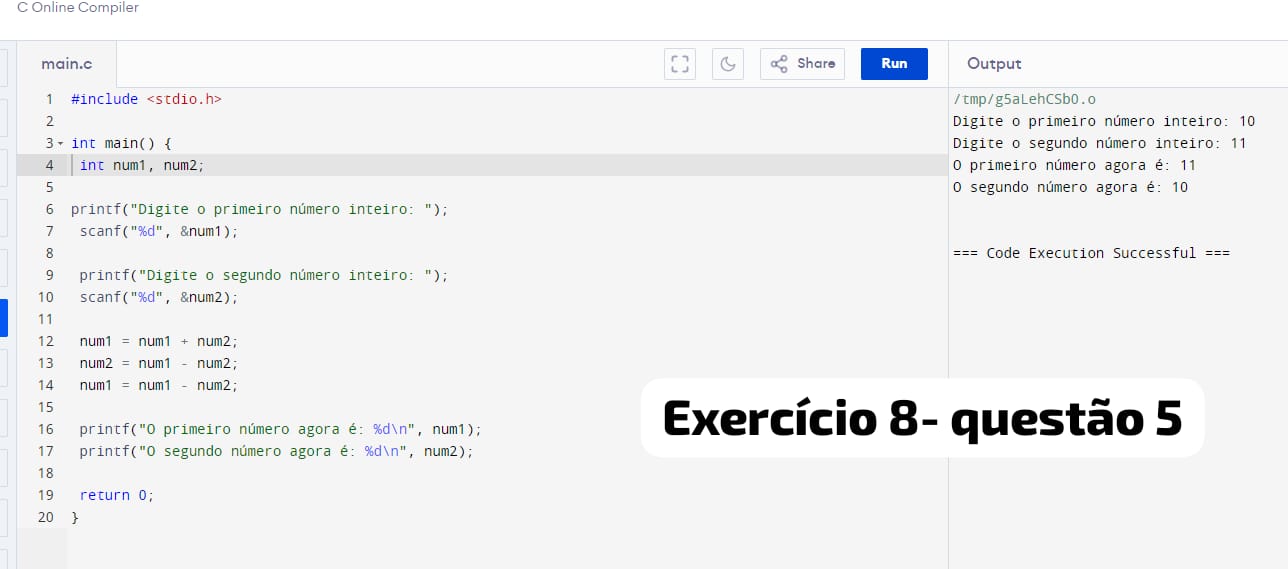 C Online Compiler
main.c
Share
Run
Output
1 #include <stdio.h>
2
3 int main() {
4 int num1, num2;
5
6 printf("Digite o primeiro número inteiro: ");
7 scanf("%d", &num1);
8
9 printf("Digite o segundo número inteiro: ");
10 scanf("%d", &num2);
11
12 num1 = num1 + num2;
13 num2 = num1 - num2;
14 num1 = num1 - num2;
15
16 printf("O primeiro número agora é: %d\n", num1);
17 printf("O segundo número agora é: %d\n", num2);
18
19 return 0;
20 }
/tmp/g5aLehCSb0.o
Digite o primeiro número inteiro: 10
Digite o segundo número inteiro: 11
O primeiro número agora é: 11
O segundo número agora é: 10
=== Code Execution Successful ===
Exercício 8- questão 5